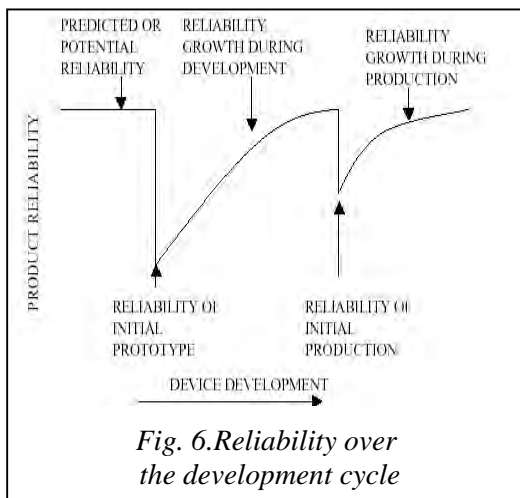 PREDICTED OR
POTENTIAL
RELIABILITY
RELIABILITY
GROWTH DURING
DEVELOPMENT
RELIABILITY
GROWTH DURING
PRODUCTION
PRODUCT RELIABILITY
RELIABILITY OF
INITIAL
PROTOTYPE
RELIABILITY OF
INITIAL
PRODUCTION
DEVICE DEVELOPMENT
Fig. 6.Reliability over
the development cycle